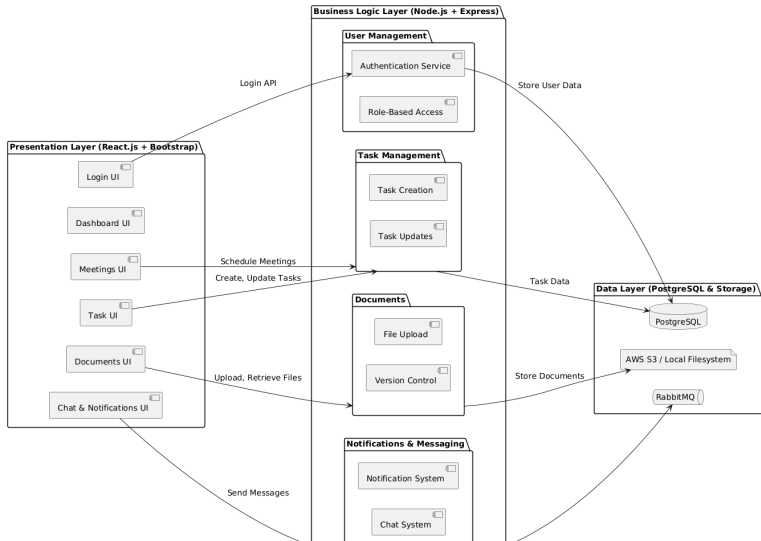 Business Logic Layer (Node.js + Express)
User Management
Authentication Service
Role-Based Access
Login API
Store User Data
Presentation Layer (React.js + Bootstrap)
Login UI
Dashboard UI
Meetings UI
Task UI
Documents UI
Chat & Notifications UI
Task Management
Task Creation
Task Updates
Schedule Meetings
Create, Update Tasks
Task Data
Data Layer (PostgreSQL & Storage)
PostgreSQL
AWS S3 / Local Filesystem
RabbitMQ
Documents
File Upload
Version Control
Upload, Retrieve Files
Store Documents
Notifications & Messaging
Notification System
Chat System
Send Messages